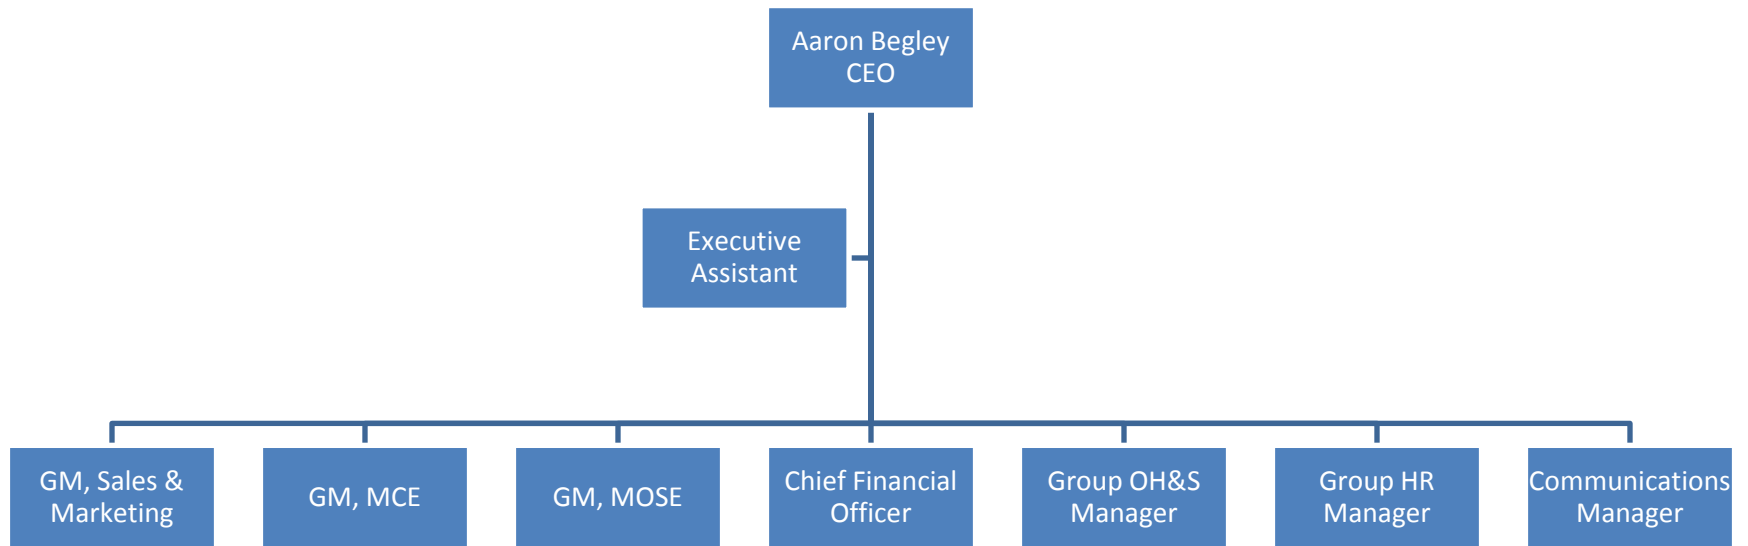 Aaron Begley
CEO
Executive
Assistant
GM, Sales &
Marketing
GM, MCE
GM, MOSE
Chief Financial
Officer
Group OH&S
Manager
Group HR
Manager
Communications
Manager